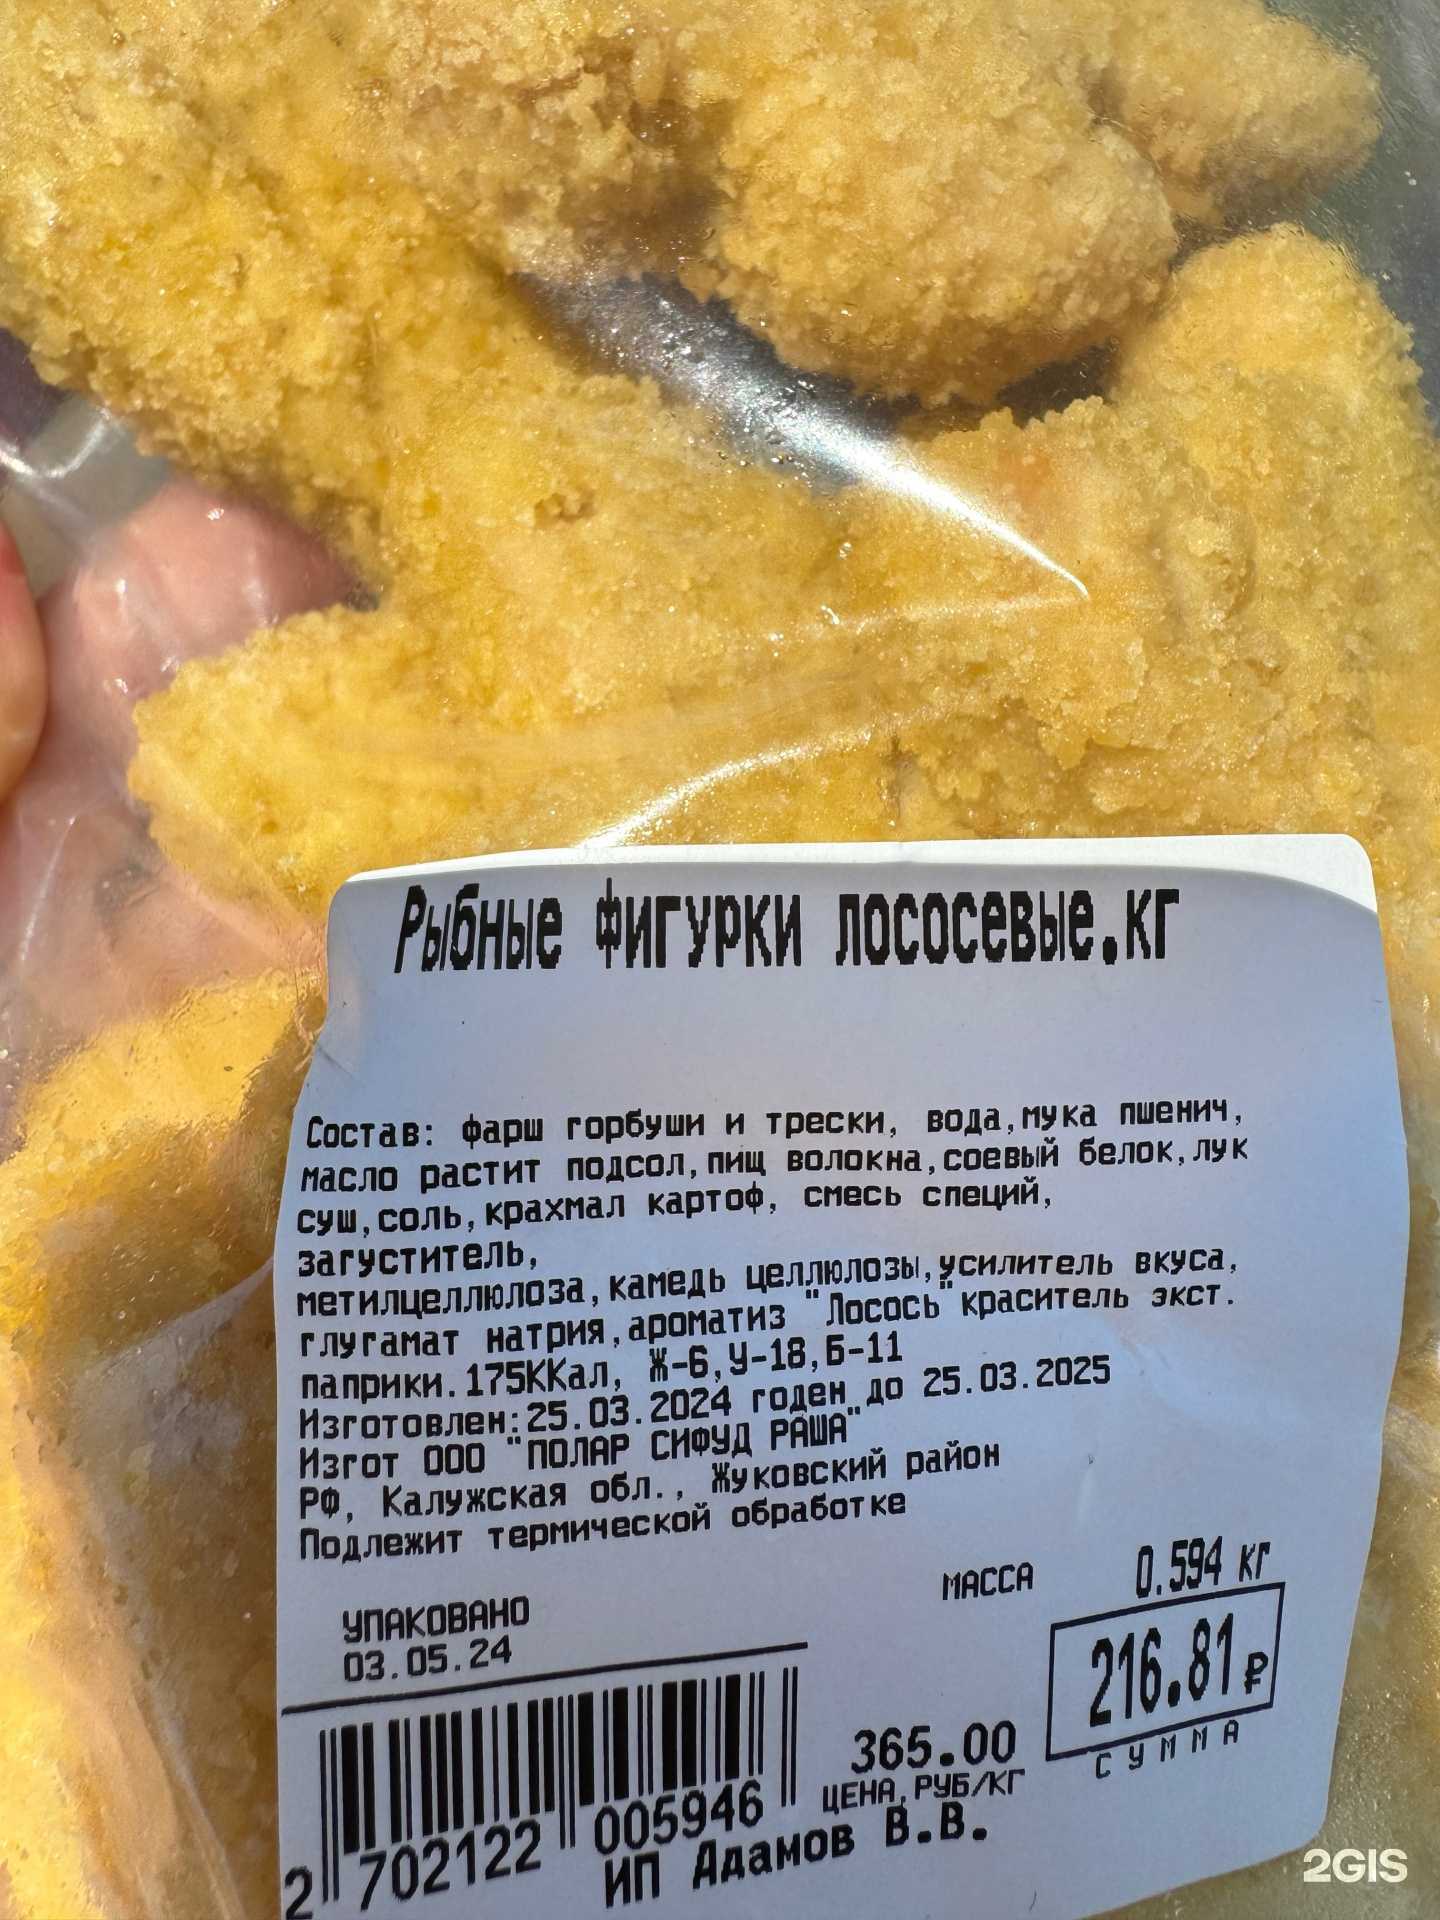 Рыбные фигурки лососевые.кг
Состав: фарш горбуши и трески, вода,мука пшенич,
масло растит подсол,пищ волокна,соевый белок,лук
суш,соль,крахмал картоф, смесь специй,
загуститель,
метилцеллюлоза,камедь целлюлозы,усилитель вкуса,
глугамат натрия,ароматиз "Лосось"краситель экст.
паприки.175ККал, Ж-6,У-18,Б-11
Изготовлен:25.03.2024 годен до 25.03.2025
Изгот ООО "ПОЛАР СИФУД РАША"
РФ, Калужская обл., Жуковский район
Подлежит термической обработке
МАССА 0.594 кг
УПАКОВАНО
03.05.24
216.81₽
СУММА
365.00
ЦЕНА,РУБ/КГ
2 702122 005946
ИП Адамов В.В.
2GIS